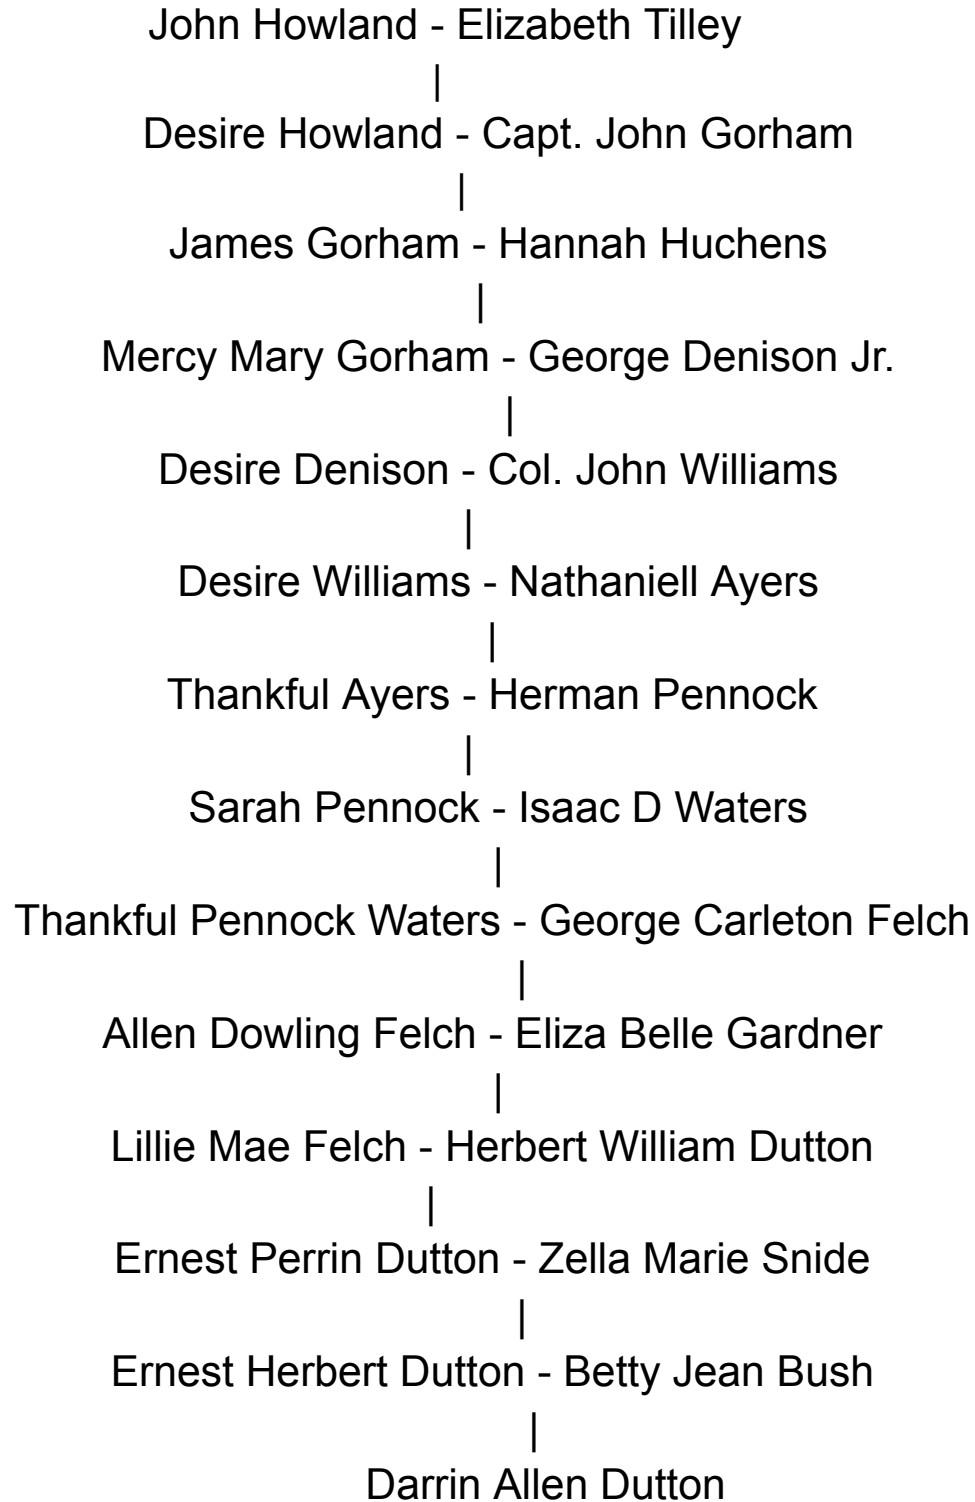 John Howland - Elizabeth Tilley
|
Desire Howland - Capt. John Gorham
|
James Gorham - Hannah Huchens
|
Mercy Mary Gorham - George Denison Jr.
|
Desire Denison - Col. John Williams
|
Desire Williams - Nathaniell Ayers
|
Thankful Ayers - Herman Pennock
|
Sarah Pennock - Isaac D Waters
|
Thankful Pennock Waters - George Carleton Felch
|
Allen Dowling Felch - Eliza Belle Gardner
|
Lillie Mae Felch - Herbert William Dutton
|
Ernest Perrin Dutton - Zella Marie Snide
|
Ernest Herbert Dutton - Betty Jean Bush
|
Darrin Allen Dutton